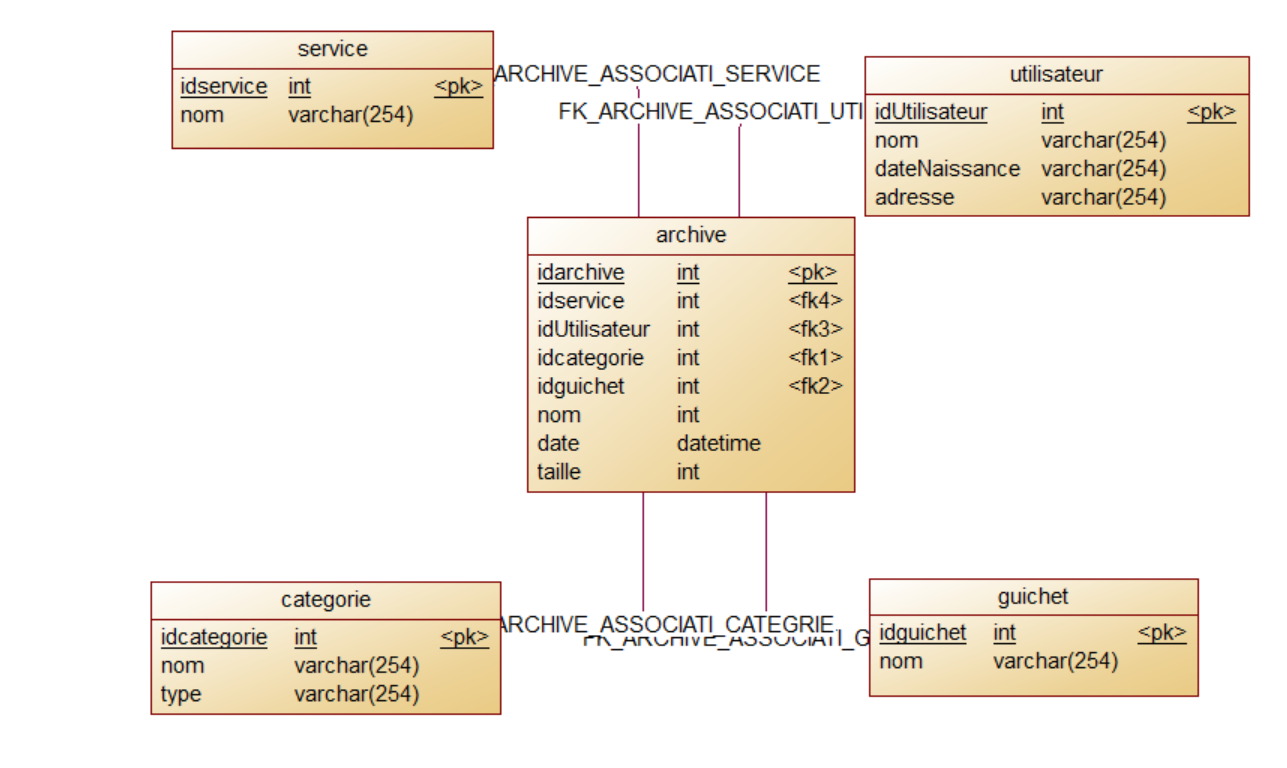 service
idservice int <pk>
nom varchar(254)
ARCHIVE_ASSOCIATI_SERVICE
FK_ARCHIVE_ASSOCIATI_UTI
utilisateur
idUtilisateur int <pk>
nom varchar(254)
dateNaissance varchar(254)
adresse varchar(254)
archive
idarchive int <pk>
idservice int <fk4>
idUtilisateur int <fk3>
idcategorie int <fk1>
idguichet int <fk2>
nom int
date datetime
taille int
categorie
idcategorie int <pk>
nom varchar(254)
type varchar(254)
ARCHIVE_ASSOCIATI_CATEGRIE
FK_ARCHIVE_ASSOCIATI_G
guichet
idguichet int <pk>
nom varchar(254)